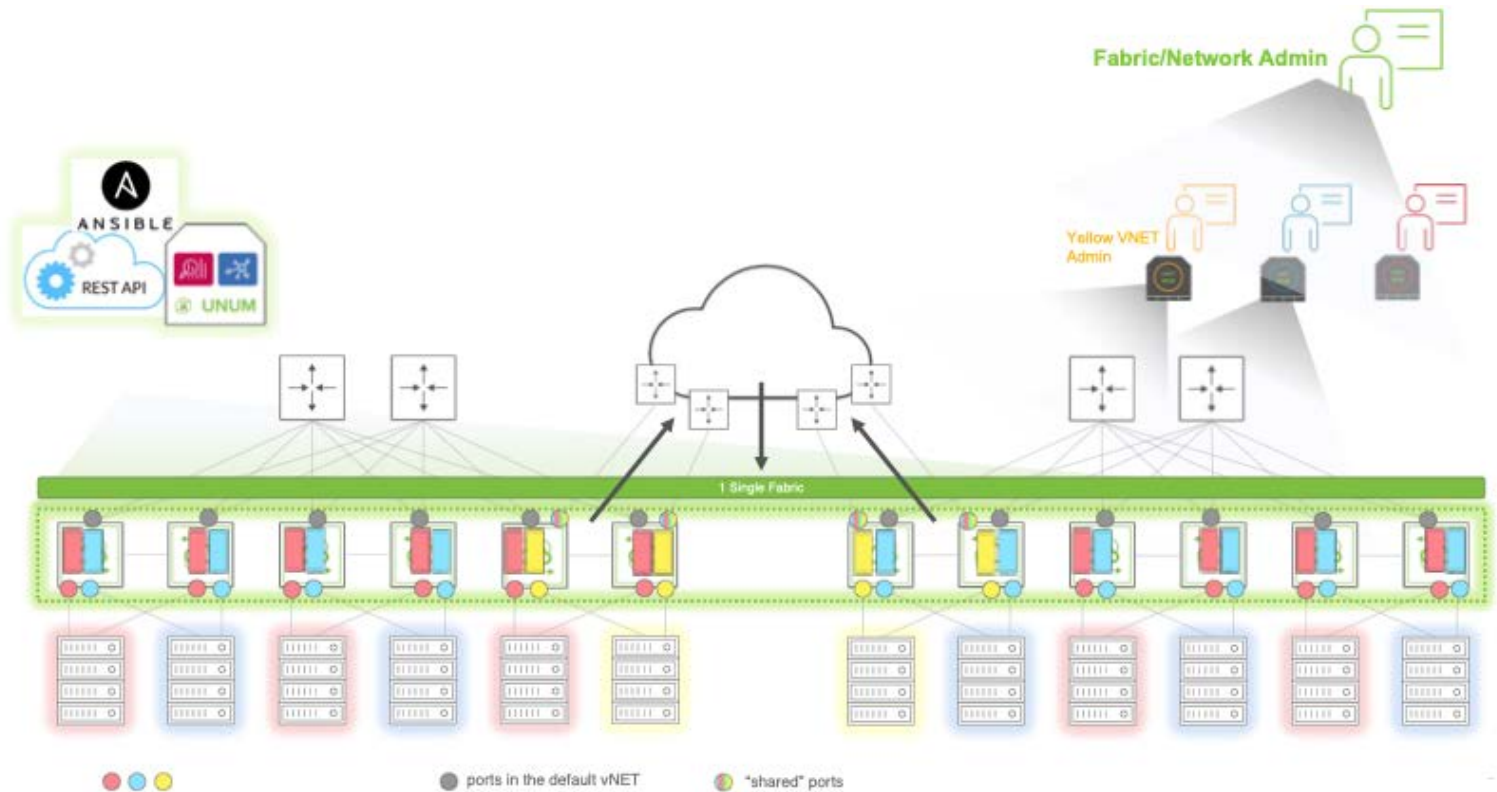 Fabric/Network Admin
ANSIBLE
REST API
UNUM
Yellow VNET
Admin
1 Single Fabric
ports in the default vNET
"shared" ports